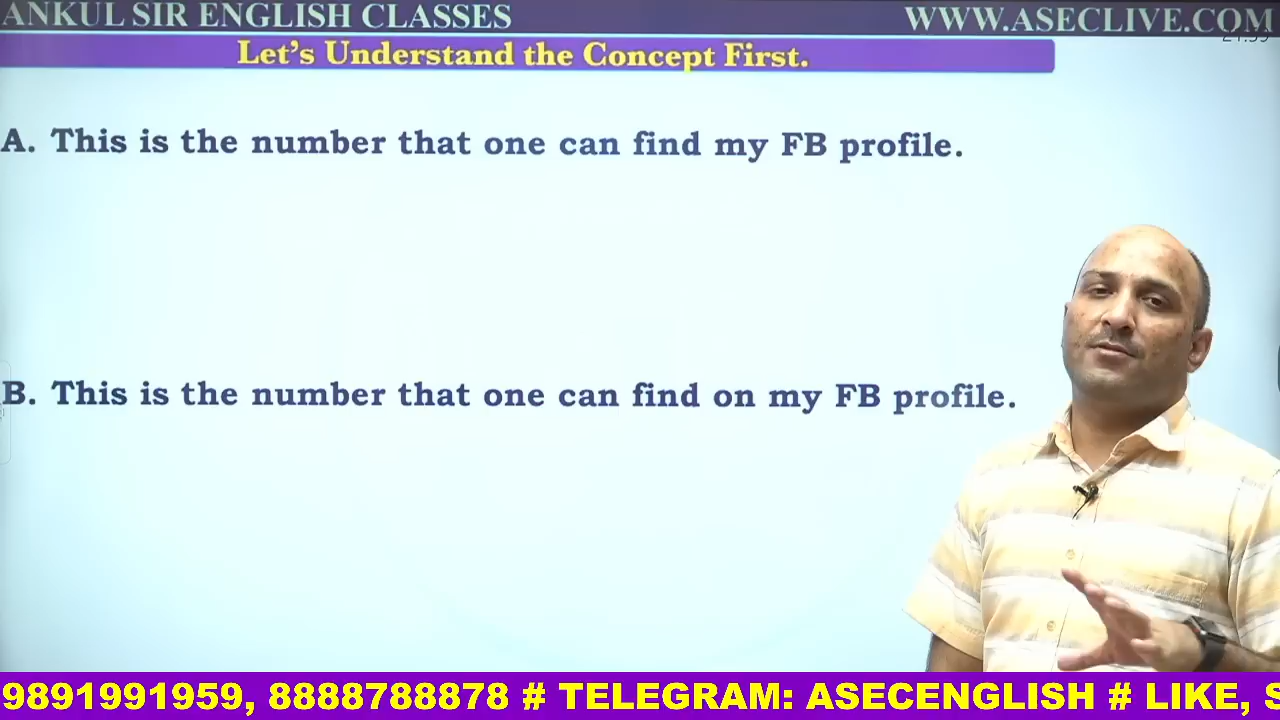 ANKUL SIR ENGLISH CLASSES
WWW.ASECLIVE.COM
Let's Understand the Concept First.
A. This is the number that one can find my FB profile.
B. This is the number that one can find on my FB profile.
9891991959, 8888788878 # TELEGRAM: ASECENGLISH # LIKE, S